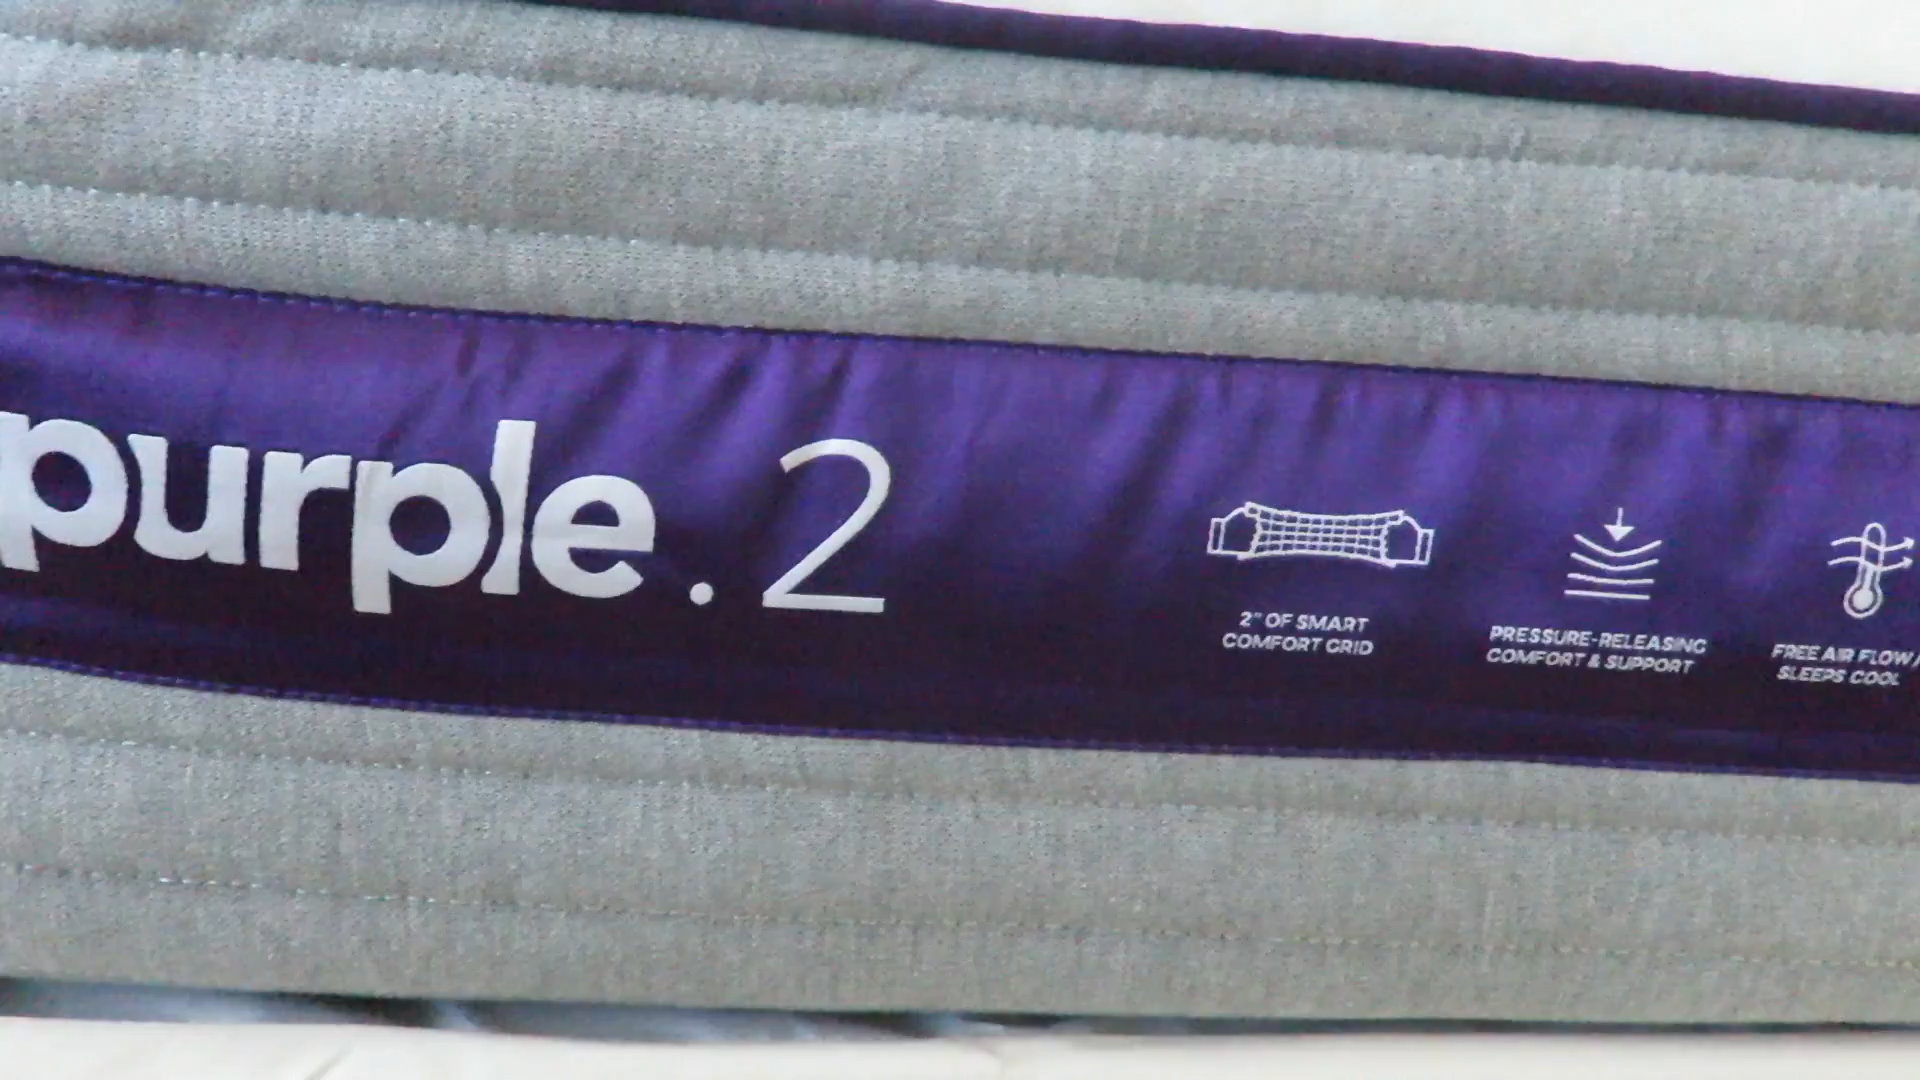 purple.2
2" OF SMART
COMFORT GRID
PRESSURE-RELEASING
COMFORT & SUPPORT
FREE AIR FLOW/
SLEEPS COOL